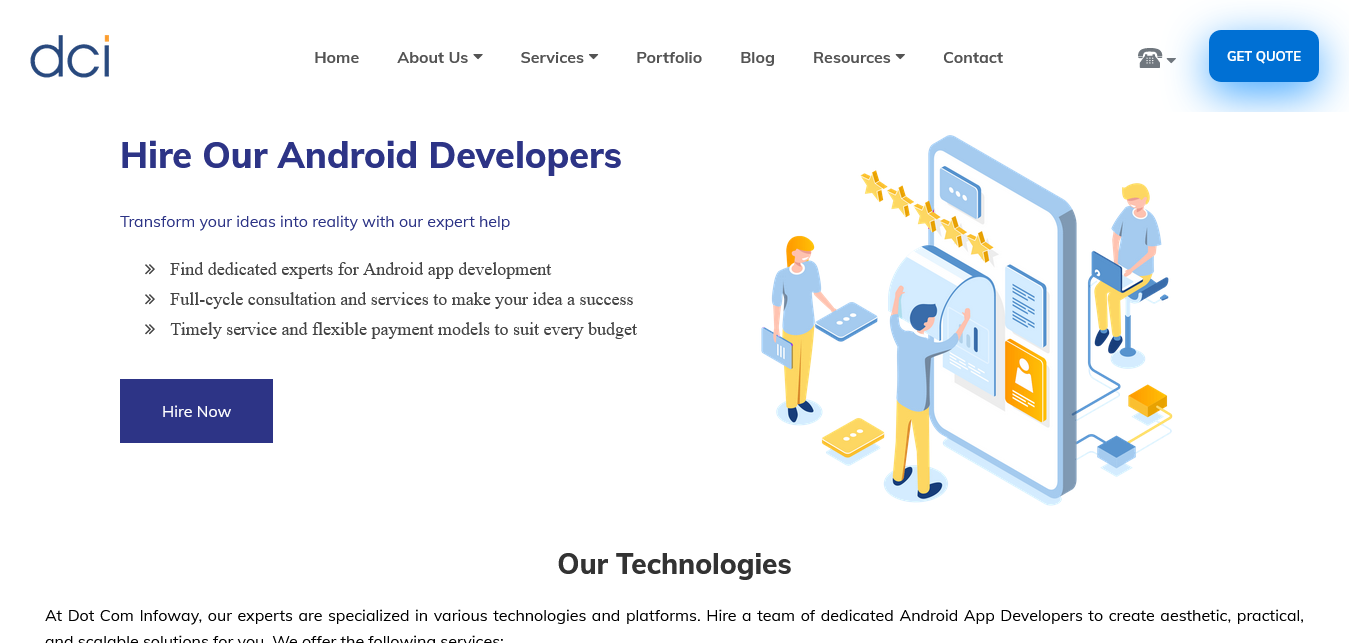 dci
Home About Us Services Portfolio Blog Resources Contact
GET QUOTE
Hire Our Android Developers
Transform your ideas into reality with our expert help
Find dedicated experts for Android app development
Full-cycle consultation and services to make your idea a success
Timely service and flexible payment models to suit every budget
Hire Now
Our Technologies
At Dot Com Infoway, our experts are specialized in various technologies and platforms. Hire a team of dedicated Android App Developers to create aesthetic, practical,
and scalable solutions for you. We offer the following services: